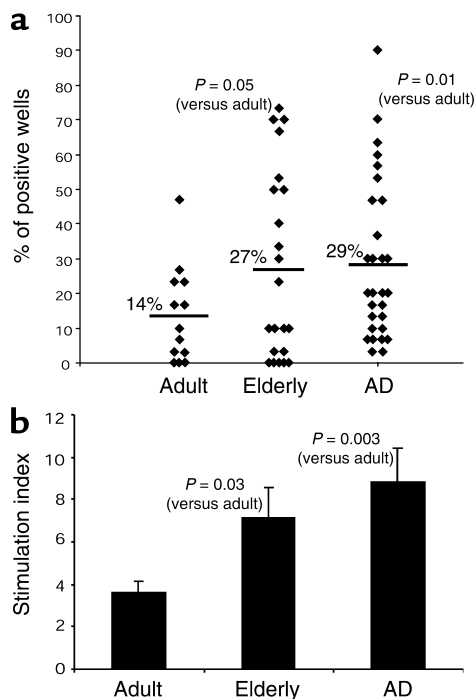 a
100
90
80
70
60
50
40
30
20
10
0
% of positive wells
P = 0.05
(versus adult)
P = 0.01
(versus adult)
14%
27%
29%
Adult Elderly AD
b
12
10
8
6
4
2
0
Stimulation index
P = 0.03
(versus adult)
P = 0.003
(versus adult)
Adult Elderly AD